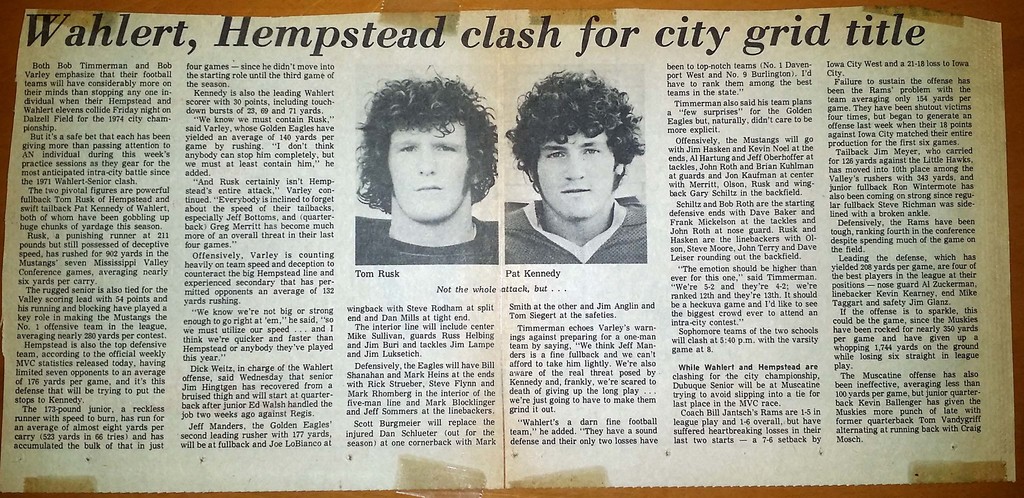 Wahlert, Hempstead clash for city grid title
Both Bob Timmerman and Bob
Varley emphasize that their football
teams will have considerably more on
their minds than stopping any one in-
dividual when their Hempstead and
Wahlert elevens collide Friday night on
Dalzell Field for the 1974 city cham-
pionship.
But it's a safe bet that each has been
giving more than passing attention to
AN individual during this week's
practice sessions as they gear for the
most anticipated intra-city battle since
the 1971 Wahlert-Senior clash.
The two pivotal figures are powerful
fullback Tom Rusk of Hempstead and
swift tailback Pat Kennedy of Wahlert,
both of whom have been gobbling up
huge chunks of yardage this season.
Rusk, a punishing runner at 211
pounds but still possessed of deceptive
speed, has rushed for 902 yards in the
Mustangs' seven Mississippi Valley
Conference games, averaging nearly
six yards per carry.
The rugged senior is also tied for the
Valley scoring lead with 54 points and
his running and blocking have played a
key role in making the Mustangs the
No. 1 offensive team in the league,
averaging nearly 280 yards per contest.
Hempstead is also the top defensive
team, according to the official weekly
MVC statistics released today, having
limited seven opponents to an average
of 176 yards per game, and it's this
defense that will be trying to put the
stops to Kennedy.
The 173-pound junior, a reckless
runner with speed to burn, has run for
an average of almost eight yards per
carry (523 yards in 66 tries) and has
accumulated the bulk of that in just
four games — since he didn't move into
the starting role until the third game of
the season.
Kennedy is also the leading Wahlert
scorer with 30 points, including touch-
down bursts of 23, 69 and 71 yards.
"We know we must contain Rusk,"
said Varley, whose Golden Eagles have
yielded an average of 140 yards per
game by rushing. "I don't think
anybody can stop him completely, but
we must at least contain him," he
added.
"And Rusk certainly isn't Hemp-
stead's entire attack," Varley con-
tinued. "Everybody is inclined to forget
about the speed of their tailbacks,
especially Jeff Bottoms, and (quarter-
back) Greg Merritt has become much
more of an overall threat in their last
four games."
Offensively, Varley is counting
heavily on team speed and deception to
counteract the big Hempstead line and
experienced secondary that has per-
mitted opponents an average of 132
yards rushing.
"We know we're not big or strong
enough to go right at 'em," he said, "so
we must utilize our speed . . . and I
think we're quicker and faster than
Hempstead or anybody they've played
this year."
Dick Weitz, in charge of the Wahlert
offense, said Wednesday that senior
Jim Hingtgen has recovered from a
bruised thigh and will start at quarter-
back after junior Ed Walsh handled the
job two weeks ago against Regis.
Jeff Manders, the Golden Eagles'
second leading rusher with 177 yards,
will be at fullback and Joe LoBianco at
Tom Rusk
Pat Kennedy
Not the whole attack, but . . .
wingback with Steve Rodham at split
end and Dan Mills at tight end.
The interior line will include center
Mike Sullivan, guards Russ Helbing
and Jim Buri and tackles Jim Lampe
and Jim Luksetich.
Defensively, the Eagles will have Bill
Shanahan and Mark Heins at the ends
with Rick Strueber, Steve Flynn and
Mark Rhomberg in the interior of the
five-man line and Mark Blocklinger
and Jeff Sommers at the linebackers.
Scott Burgmeier will replace the
injured Dan Schlueter (out for the
season) at one cornerback with Mark
Smith at the other and Jim Anglin and
Tom Siegert at the safeties.
Timmerman echoes Varley's warn-
ings against preparing for a one-man
team by saying, "We think Jeff Man-
ders is a fine fullback and we can't
afford to take him lightly. We're also
aware of the real threat posed by
Kennedy and, frankly, we're scared to
death of giving up the long play . . .
we're just going to have to make them
grind it out.
"Wahlert's a darn fine football
team," he added. "They have a sound
defense and their only two losses have
been to top-notch teams (No. 1 Daven-
port West and No. 9 Burlington). I'd
have to rank them among the best
teams in the state."
Timmerman also said his team plans
a "few surprises" for the Golden
Eagles but, naturally, didn't care to be
more explicit.
Offensively, the Mustangs will go
with Jim Hasken and Kevin Noel at the
ends, Al Hartung and Jeff Oberhoffer at
tackles, John Roth and Brian Kuhlman
at guards and Jon Kaufman at center
with Merritt, Olson, Rusk and wing-
back Gary Schiltz in the backfield.
Schiltz and Bob Roth are the starting
defensive ends with Dave Baker and
Frank Mickelson at the tackles and
John Roth at nose guard. Rusk and
Hasken are the linebackers with Ol-
son, Steve Moore, John Terry and Dave
Leiser rounding out the backfield.
"The emotion should be higher than
ever for this one," said Timmerman.
"We're 5-2 and they're 4-2; we're
ranked 12th and they're 13th. It should
be a heckuva game and I'd like to see
the biggest crowd ever to attend an
intra-city contest."
Sophomore teams of the two schools
will clash at 5:40 p.m. with the varsity
game at 8.
While Wahlert and Hempstead are
clashing for the city championship,
Dubuque Senior will be at Muscatine
trying to avoid slipping into a tie for
last place in the MVC race.
Coach Bill Jantsch's Rams are 1-5 in
league play and 1-6 overall, but have
suffered heartbreaking losses in their
last two starts — a 7-6 setback by
Iowa City West and a 21-18 loss to Iowa
City.
Failure to sustain the offense has
been the Rams' problem with the
team averaging only 154 yards per
game. They have been shutout victims
four times, but began to generate an
offense last week when their 18 points
against Iowa City matched their entire
production for the first six games.
Tailback Jim Meyer, who carried
for 126 yards against the Little Hawks,
has moved into 10th place among the
Valley's rushers with 343 yards, and
junior fullback Ron Wintermote has
also been coming on strong since regu-
lar fullback Steve Richman was side-
lined with a broken ankle.
Defensively, the Rams have been
tough, ranking fourth in the conference
despite spending much of the game on
the field.
Leading the defense, which has
yielded 208 yards per game, are four of
the best players in the league at their
positions — nose guard Al Zuckerman,
linebacker Kevin Kearney, end Mike
Taggart and safety Jim Glanz.
If the offense is to sparkle, this
could be the game, since the Muskies
have been rocked for nearly 350 yards
per game and have given up a
whopping 1,744 yards on the ground
while losing six straight in league
play.
The Muscatine offense has also
been ineffective, averaging less than
100 yards per game, but junior quarter-
back Kevin Ballenger has given the
Muskies more punch of late with
former quarterback Tom Vandygriff
alternating at running back with Craig
Mosch.